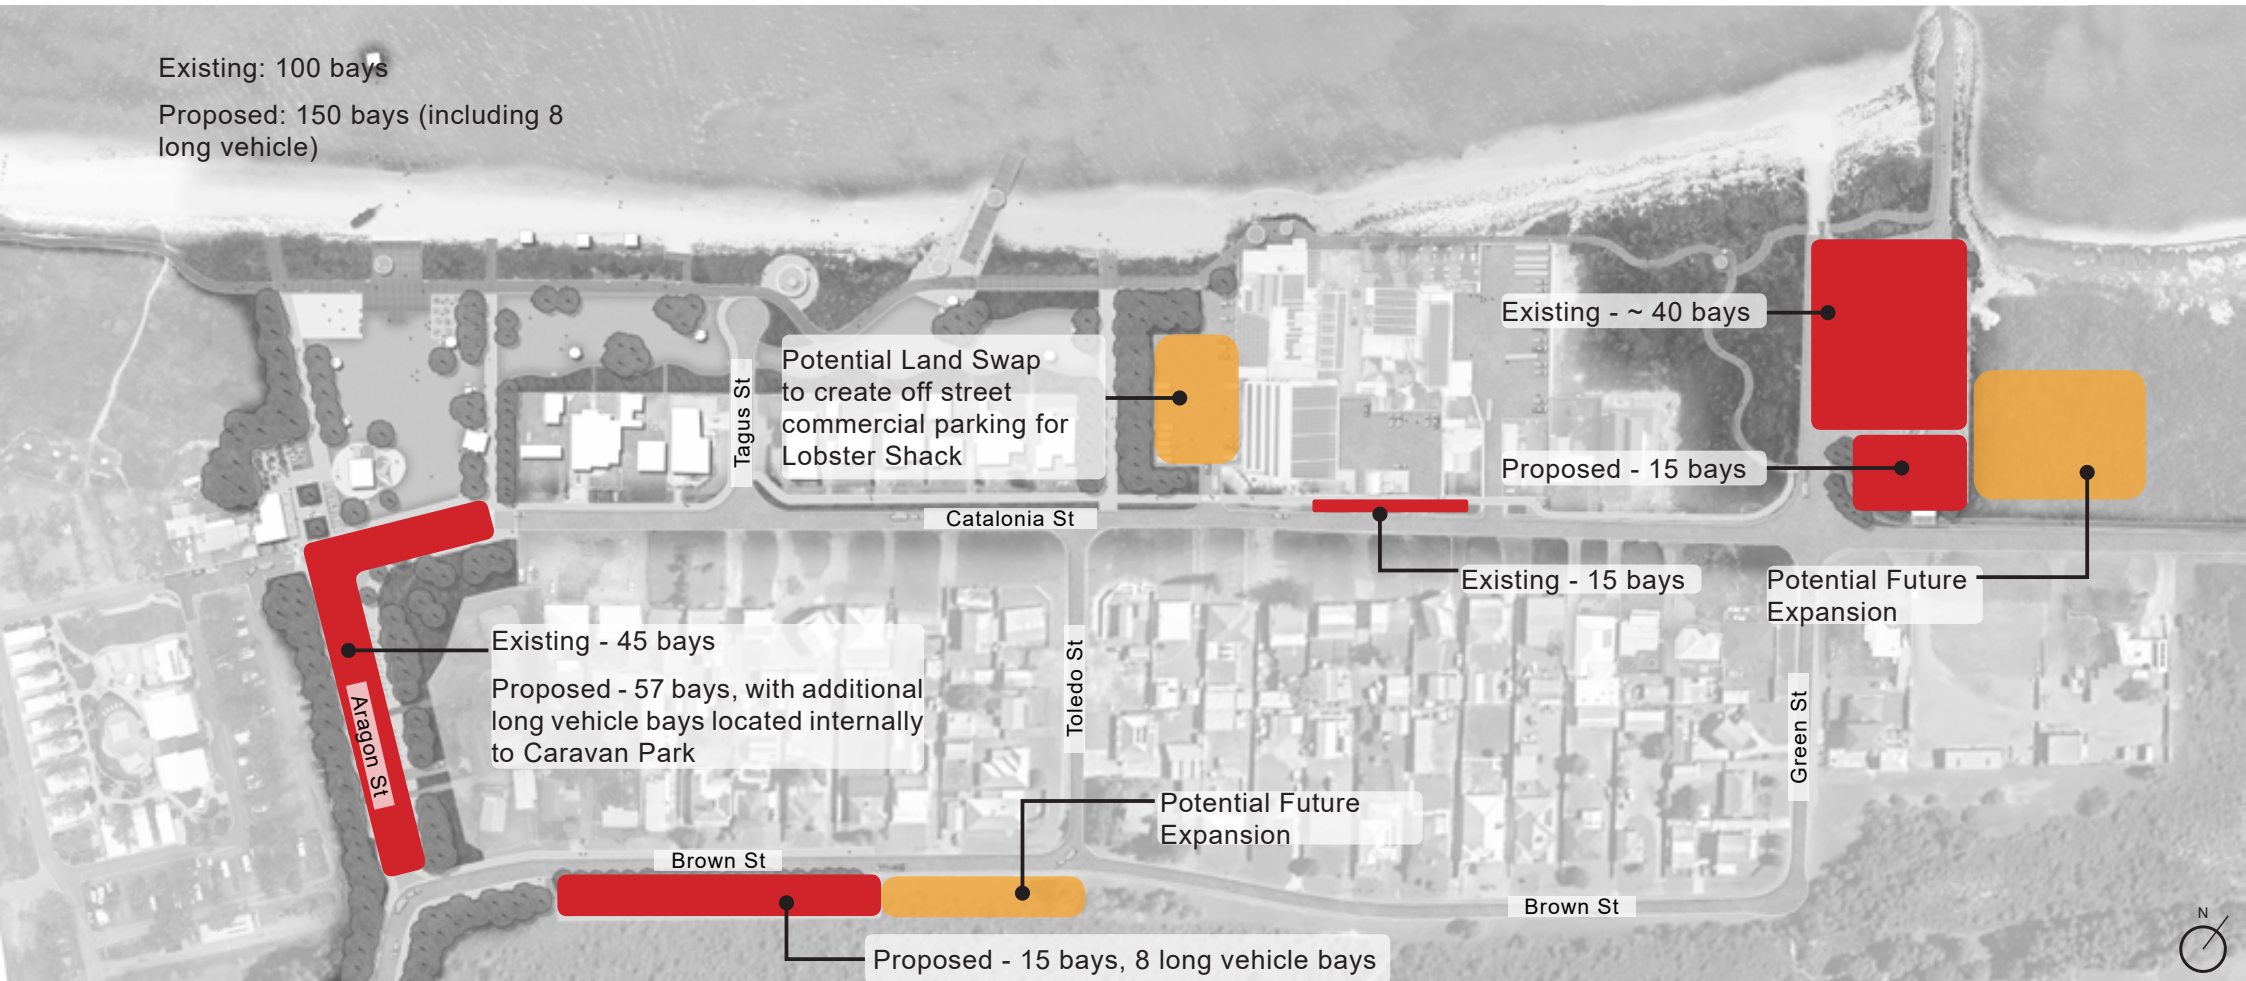 Existing: 100 bays
Proposed: 150 bays (including 8
long vehicle)
Existing - ~ 40 bays
Potential Land Swap
to create off street
commercial parking for
Lobster Shack
Tagus St
Proposed - 15 bays
Catalonia St
Existing - 15 bays
Potential Future
Expansion
Existing - 45 bays
Proposed - 57 bays, with additional
long vehicle bays located internally
to Caravan Park
Aragon St
Toledo St
Green St
Potential Future
Expansion
Brown St
Brown St
Proposed - 15 bays, 8 long vehicle bays
N